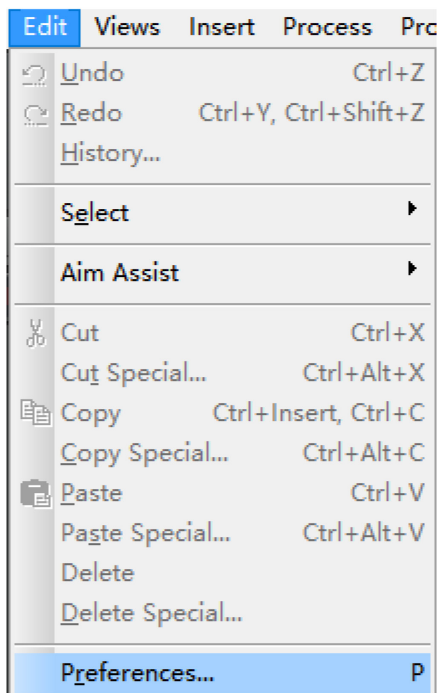 Edit Views Insert Process Pro
Undo Ctrl+Z
Redo Ctrl+Y, Ctrl+Shift+Z
History...
Select
Aim Assist
Cut Ctrl+X
Cut Special... Ctrl+Alt+X
Copy Ctrl+Insert, Ctrl+C
Copy Special... Ctrl+Alt+C
Paste Ctrl+V
Paste Special... Ctrl+Alt+V
Delete
Delete Special...
Preferences... P